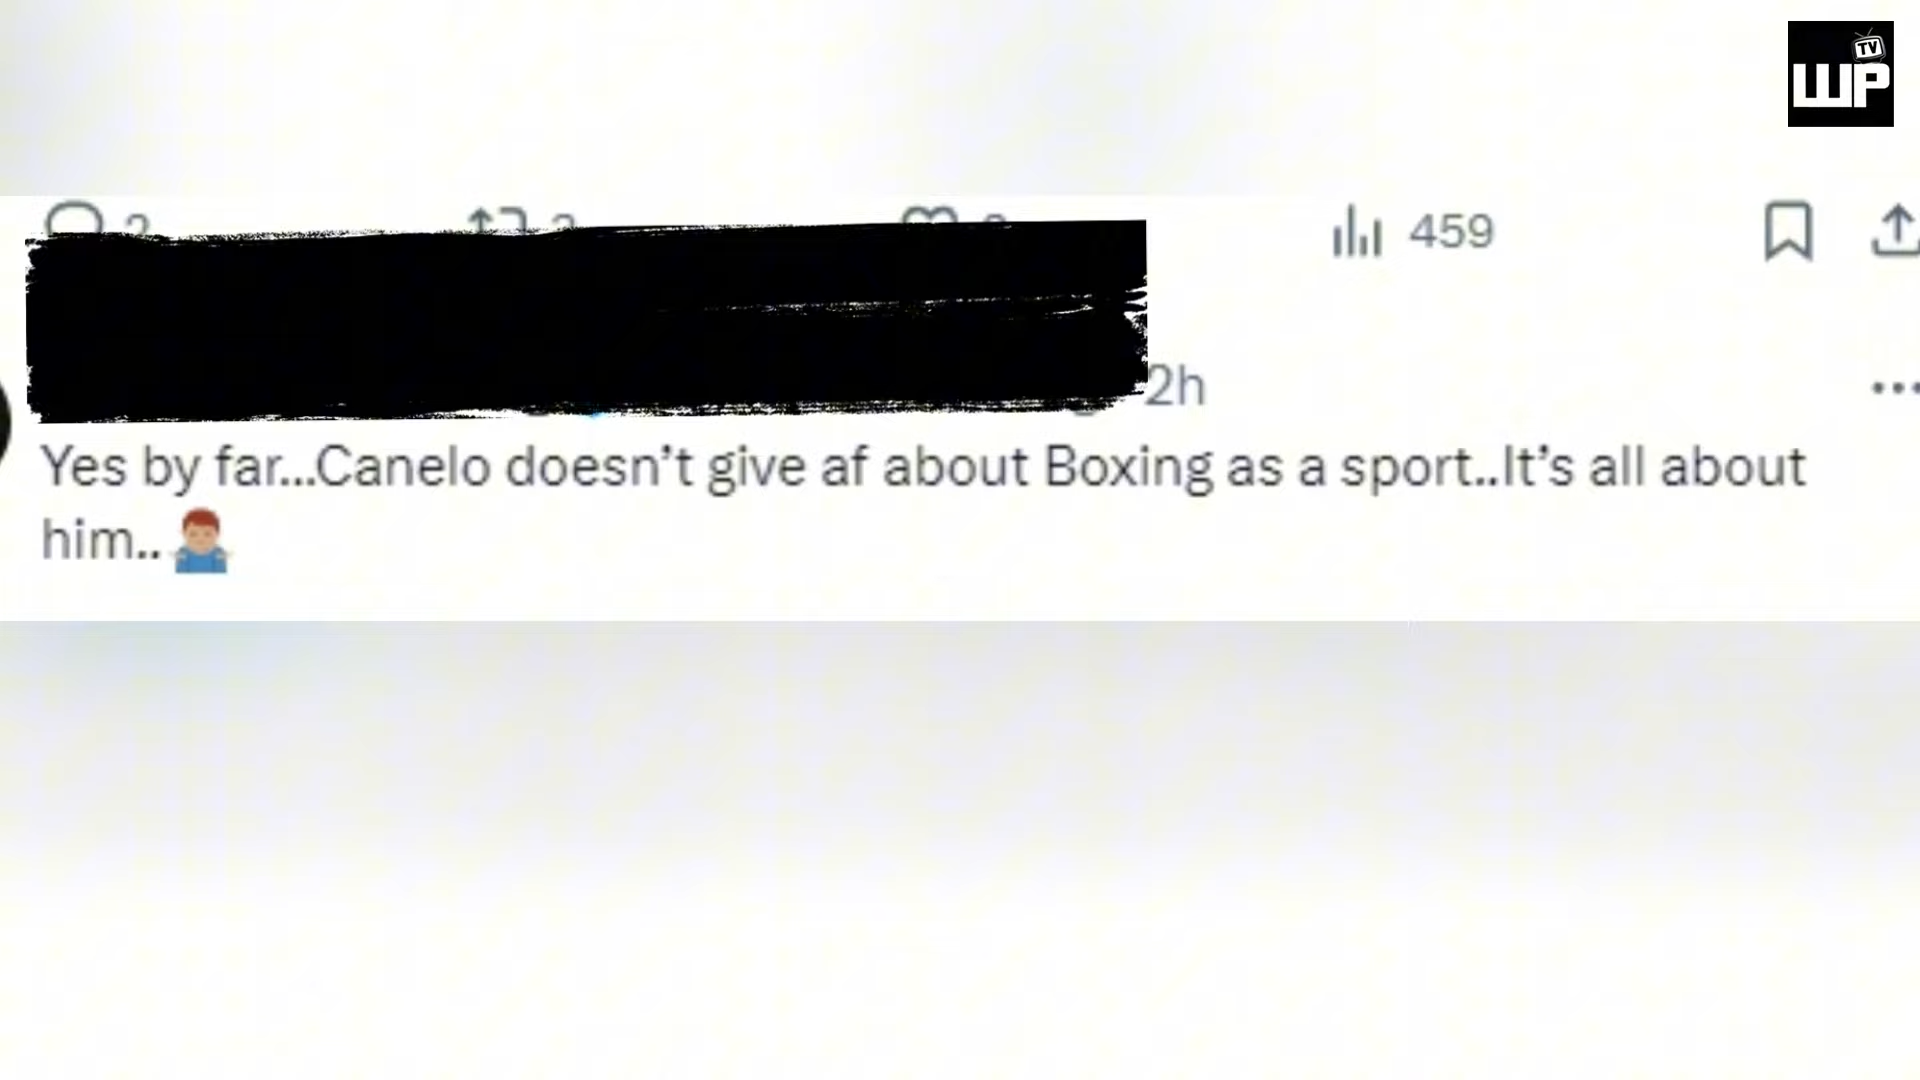 TV
WP
459
2h
Yes by far...Canelo doesn’t give af about Boxing as a sport..It’s all about
him..